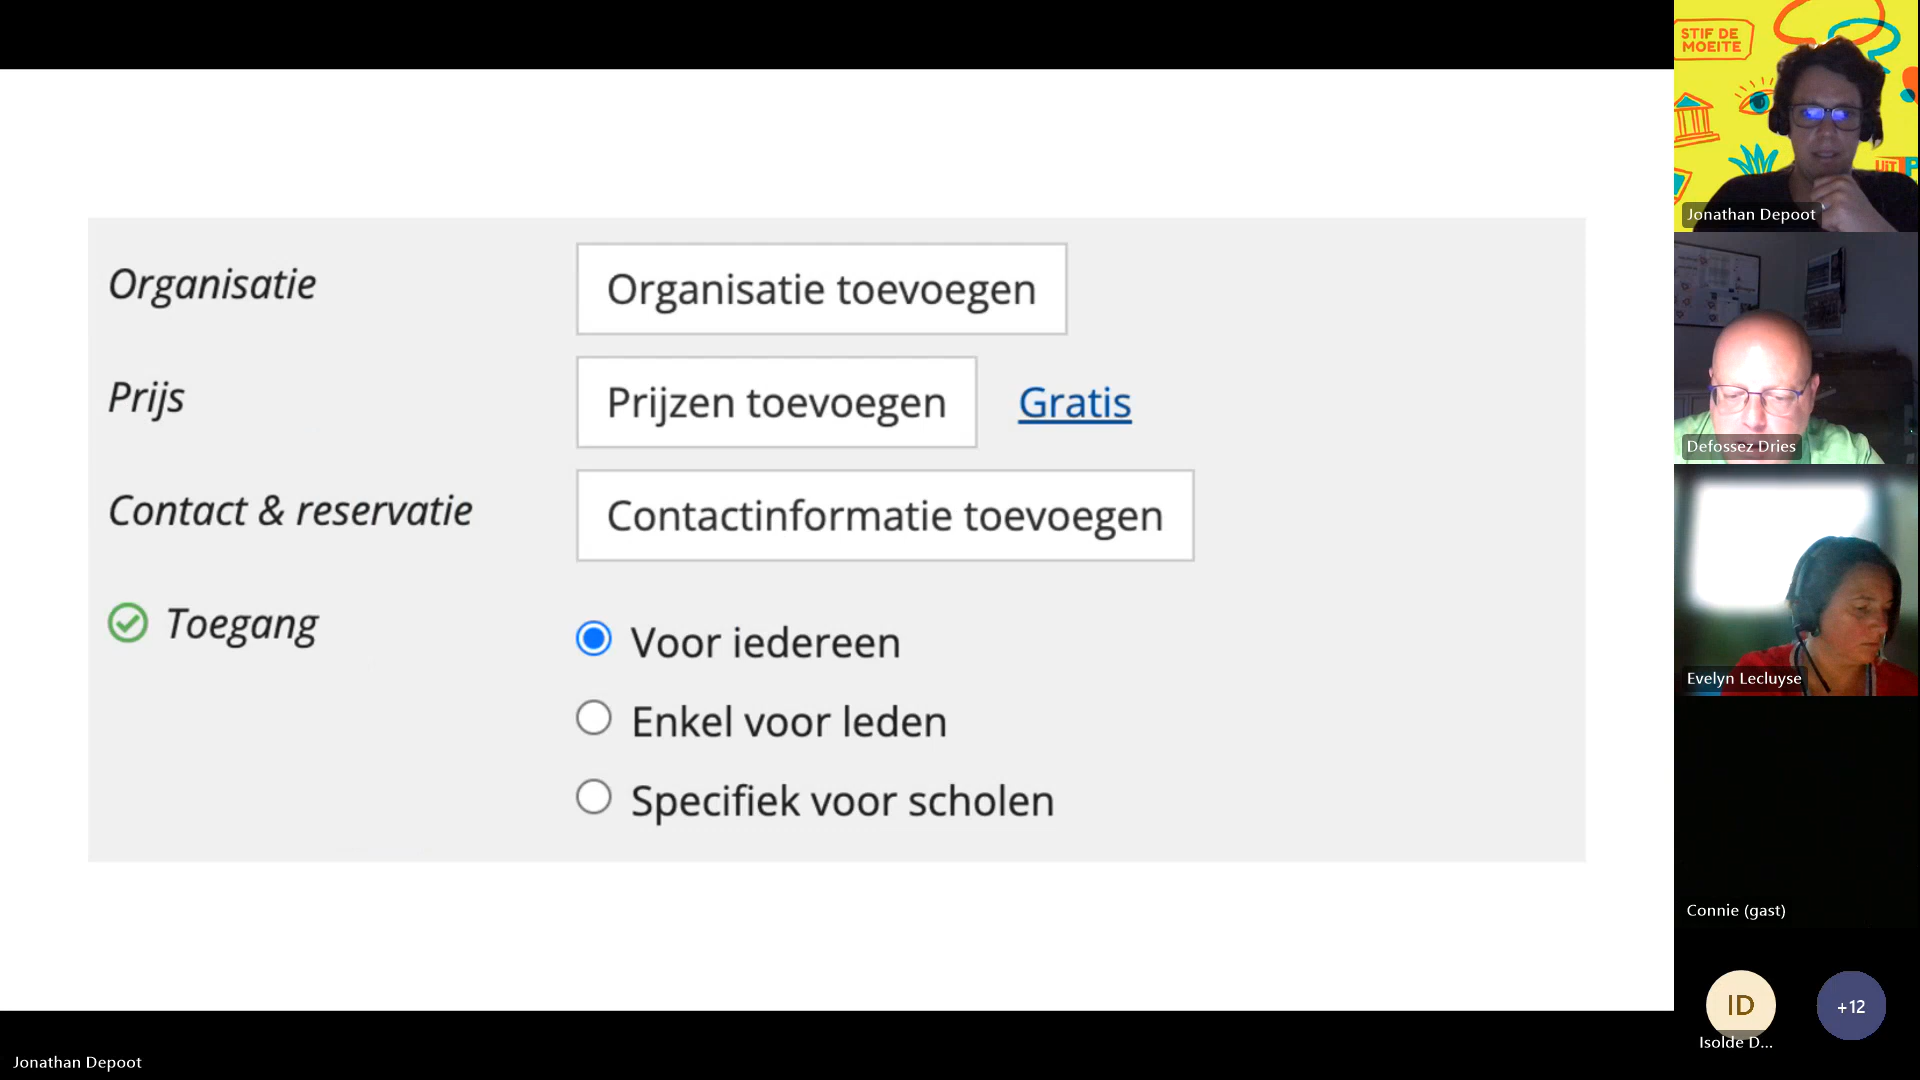 Organisatie
Organisatie toevoegen
Prijs
Prijzen toevoegen
Gratis
Contact & reservatie
Contactinformatie toevoegen
Toegang
Voor iedereen
Enkel voor leden
Specifiek voor scholen
STIF DE
MOEITE
UiT
Jonathan Depoot
Defossez Dries
Evelyn Lecluyse
Connie (gast)
ID
+12
Isolde D...
Jonathan Depoot